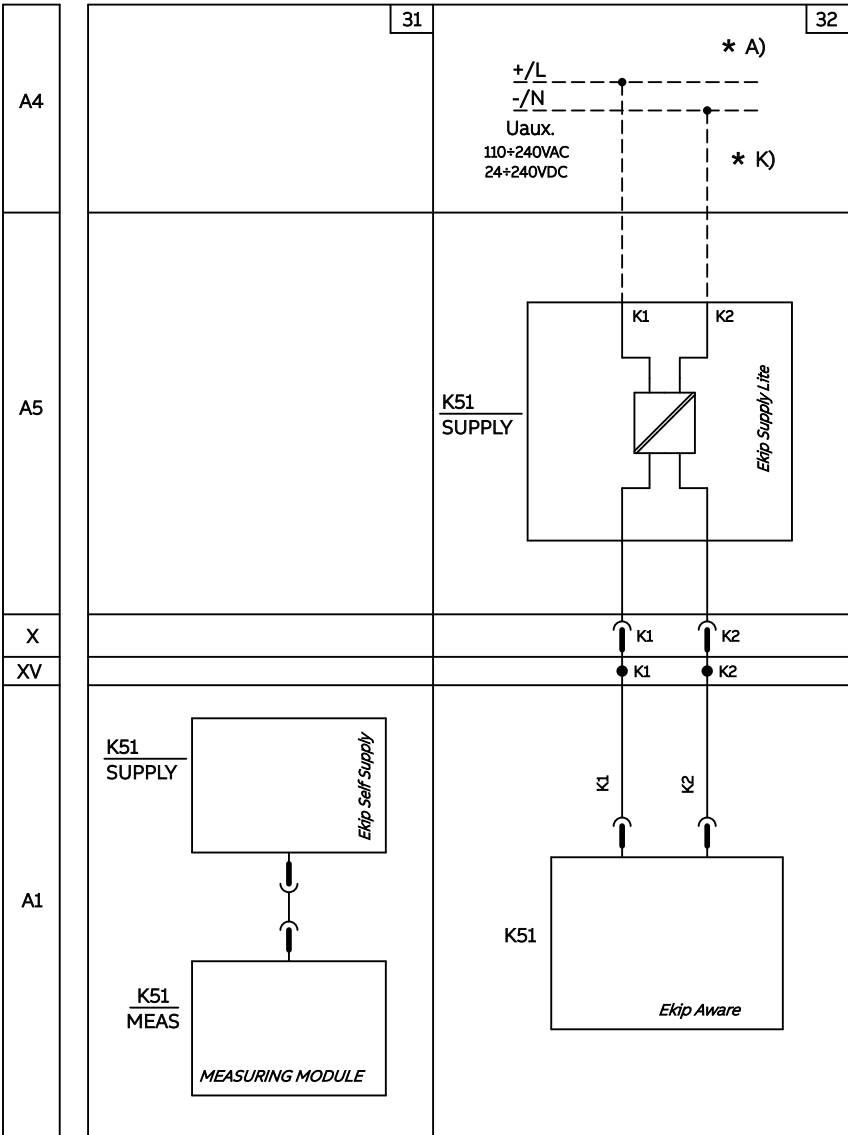 31
32
A4
* A)
+/L
-/N
Uaux.
110÷240VAC
24÷240VDC
* K)
A5
K1
K2
K51
SUPPLY
Ekip Supply Lite
X
K1
K2
XV
K1
K2
A1
K51
SUPPLY
Ekip Self Supply
K1
K2
K51
MEAS
MEASURING MODULE
K51
Ekip Aware